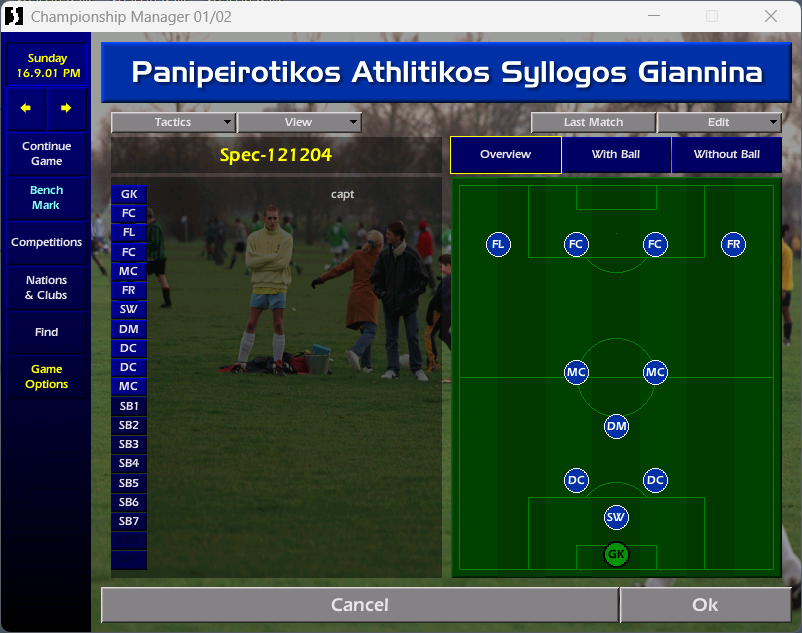 Championship Manager 01/02
Sunday
16.9.01 PM
Continue
Game
Bench
Mark
Competitions
Nations
& Clubs
Find
Game
Options
Panipeirotikos Athlitikos Syllogos Giannina
Tactics
View
Last Match
Edit
Spec-121204
Overview
With Ball
Without Ball
GK
capt
FC
FL
FC
MC
FR
SW
DM
DC
DC
MC
SB1
SB2
SB3
SB4
SB5
SB6
SB7
FL FC FC FR
MC MC
DM
DC DC
SW
GK
Cancel
Ok